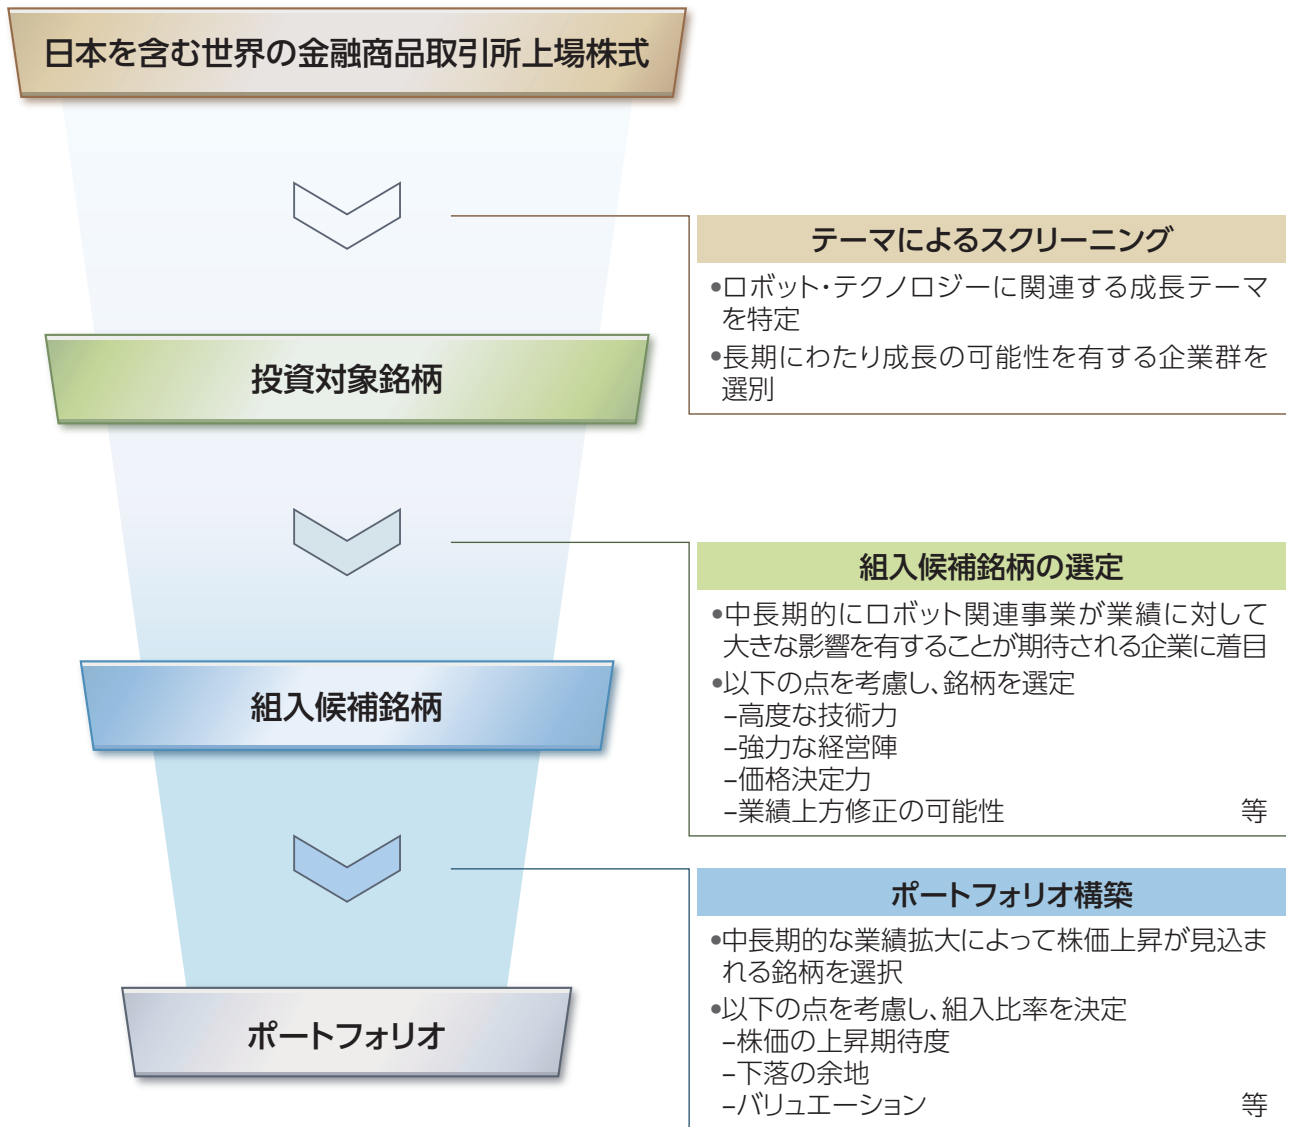 日本を含む世界の金融商品取引所上場株式
テーマによるスクリーニング
•ロボット・テクノロジーに関連する成長テーマ
を特定
•長期にわたり成長の可能性を有する企業群を
選別
投資対象銘柄
組入候補銘柄の選定
•中長期的にロボット関連事業が業績に対して
大きな影響を有することが期待される企業に着目
•以下の点を考慮し、銘柄を選定
–高度な技術力
–強力な経営陣
–価格決定力
–業績上方修正の可能性 等
組入候補銘柄
ポートフォリオ構築
•中長期的な業績拡大によって株価上昇が見込ま
れる銘柄を選択
•以下の点を考慮し、組入比率を決定
–株価の上昇期待度
–下落の余地
–バリュエーション 等
ポートフォリオ